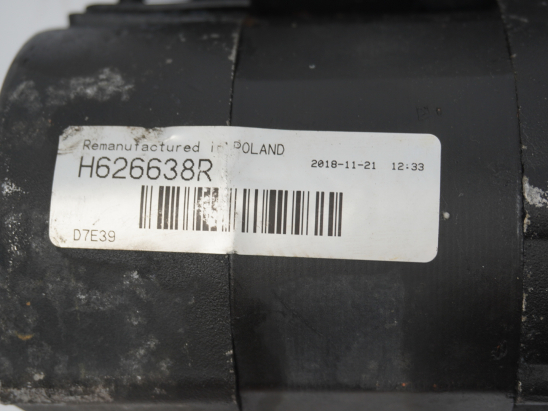 Remanufactured in POLAND
H626638R 2018-11-21 12:33
D7E39